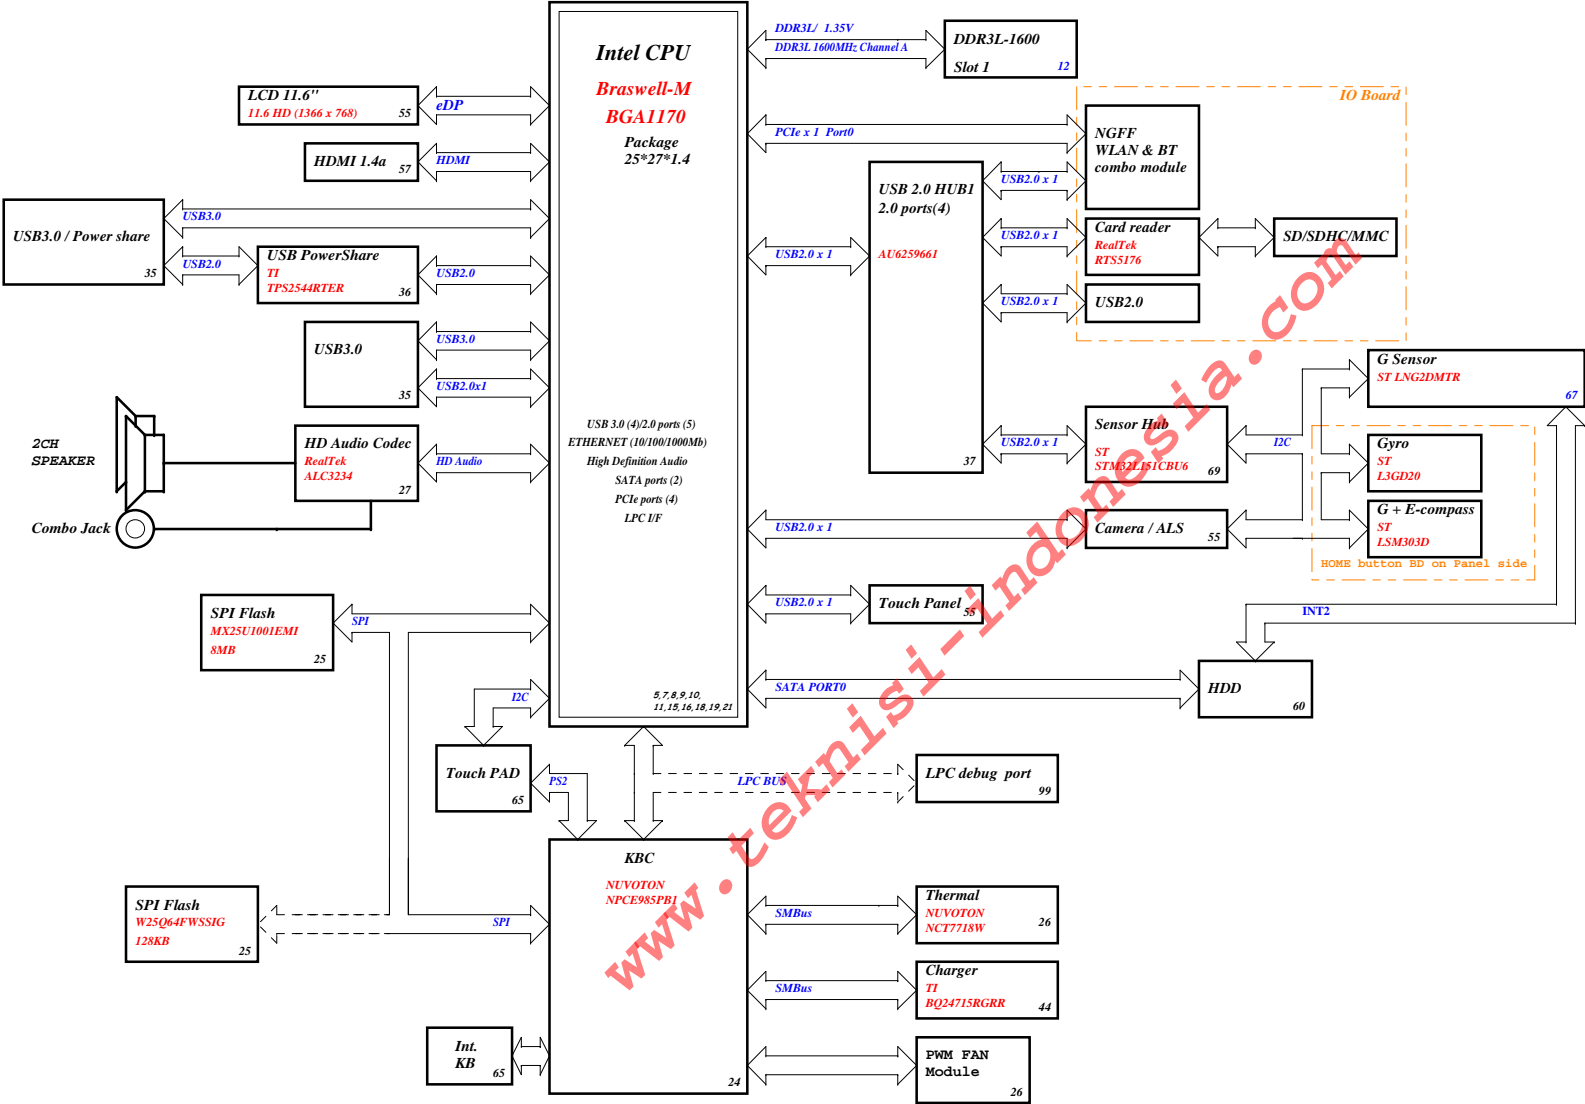 Intel CPU
Braswell-M
BGA1170
Package
25*27*1.4
USB 3.0 (4)/2.0 ports (5)
ETHERNET (10/100/1000Mb)
High Definition Audio
SATA ports (2)
PCIe ports (4)
LPC I/F
5,7,8,9,10,
11,15,16,18,19,21
LCD 11.6"
11.6 HD (1366 x 768)
55
eDP
HDMI 1.4a
57
HDMI
USB3.0 / Power share
35
USB3.0
USB2.0
USB PowerShare
TI
TPS2544RTER
36
USB2.0
USB3.0
35
USB3.0
USB2.0x1
2CH
SPEAKER
Combo Jack
HD Audio Codec
RealTek
ALC3234
27
HD Audio
SPI Flash
MX25U1001EMI
8MB
25
SPI
I2C
Touch PAD
65
PS2
SPI Flash
W25Q64FWSSIG
128KB
25
SPI
Int.
KB
65
KBC
NUVOTON
NPCE985PB1
24
DDR3L/ 1.35V
DDR3L 1600MHz Channel A
DDR3L-1600
Slot 1
12
IO Board
PCIe x 1 Port0
NGFF
WLAN & BT
combo module
USB 2.0 HUB1
2.0 ports(4)
AU6259661
37
USB2.0 x 1
USB2.0 x 1
USB2.0 x 1
Card reader
RealTek
RTS5176
SD/SDHC/MMC
USB2.0 x 1
USB2.0
G Sensor
ST LNG2DMTR
67
USB2.0 x 1
Sensor Hub
ST
STM32L151CBU6
69
I2C
Gyro
ST
L3GD20
G + E-compass
ST
LSM303D
HOME button BD on Panel side
USB2.0 x 1
Camera / ALS
55
USB2.0 x 1
Touch Panel
55
INT2
SATA PORT0
HDD
60
LPC BUS
LPC debug port
99
SMBus
Thermal
NUVOTON
NCT7718W
26
SMBus
Charger
TI
BQ24715RGRR
44
PWM FAN
Module
26
www.teknisi-indonesia.com